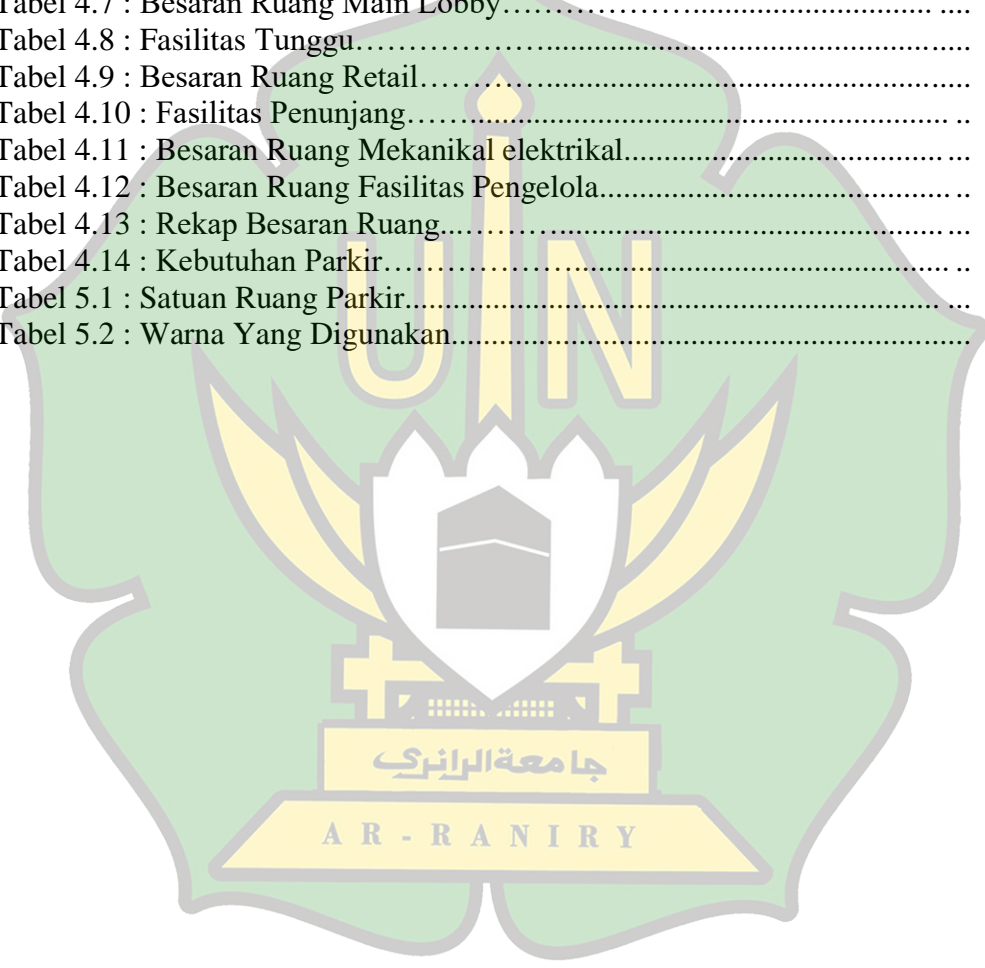 Tabel 4.7 : Besaran Ruang Main Lobby…………………............................... ....
Tabel 4.8 : Fasilitas Tunggu………………......................................................
Tabel 4.9 : Besaran Ruang Retail……………....................................................
Tabel 4.10 : Fasilitas Penunjang……........................................................... ..
Tabel 4.11 : Besaran Ruang Mekanikal elektrikal........................................ ...
Tabel 4.12 : Besaran Ruang Fasilitas Pengelola............................................. ..
Tabel 4.13 : Rekap Besaran Ruang...………................................................ ...
Tabel 4.14 : Kebutuhan Parkir………………................................................ ..
Tabel 5.1 : Satuan Ruang Parkir..................................................................... ...
Tabel 5.2 : Warna Yang Digunakan.................................................................
UIN
جامعةالرانري
AR - RANIRY